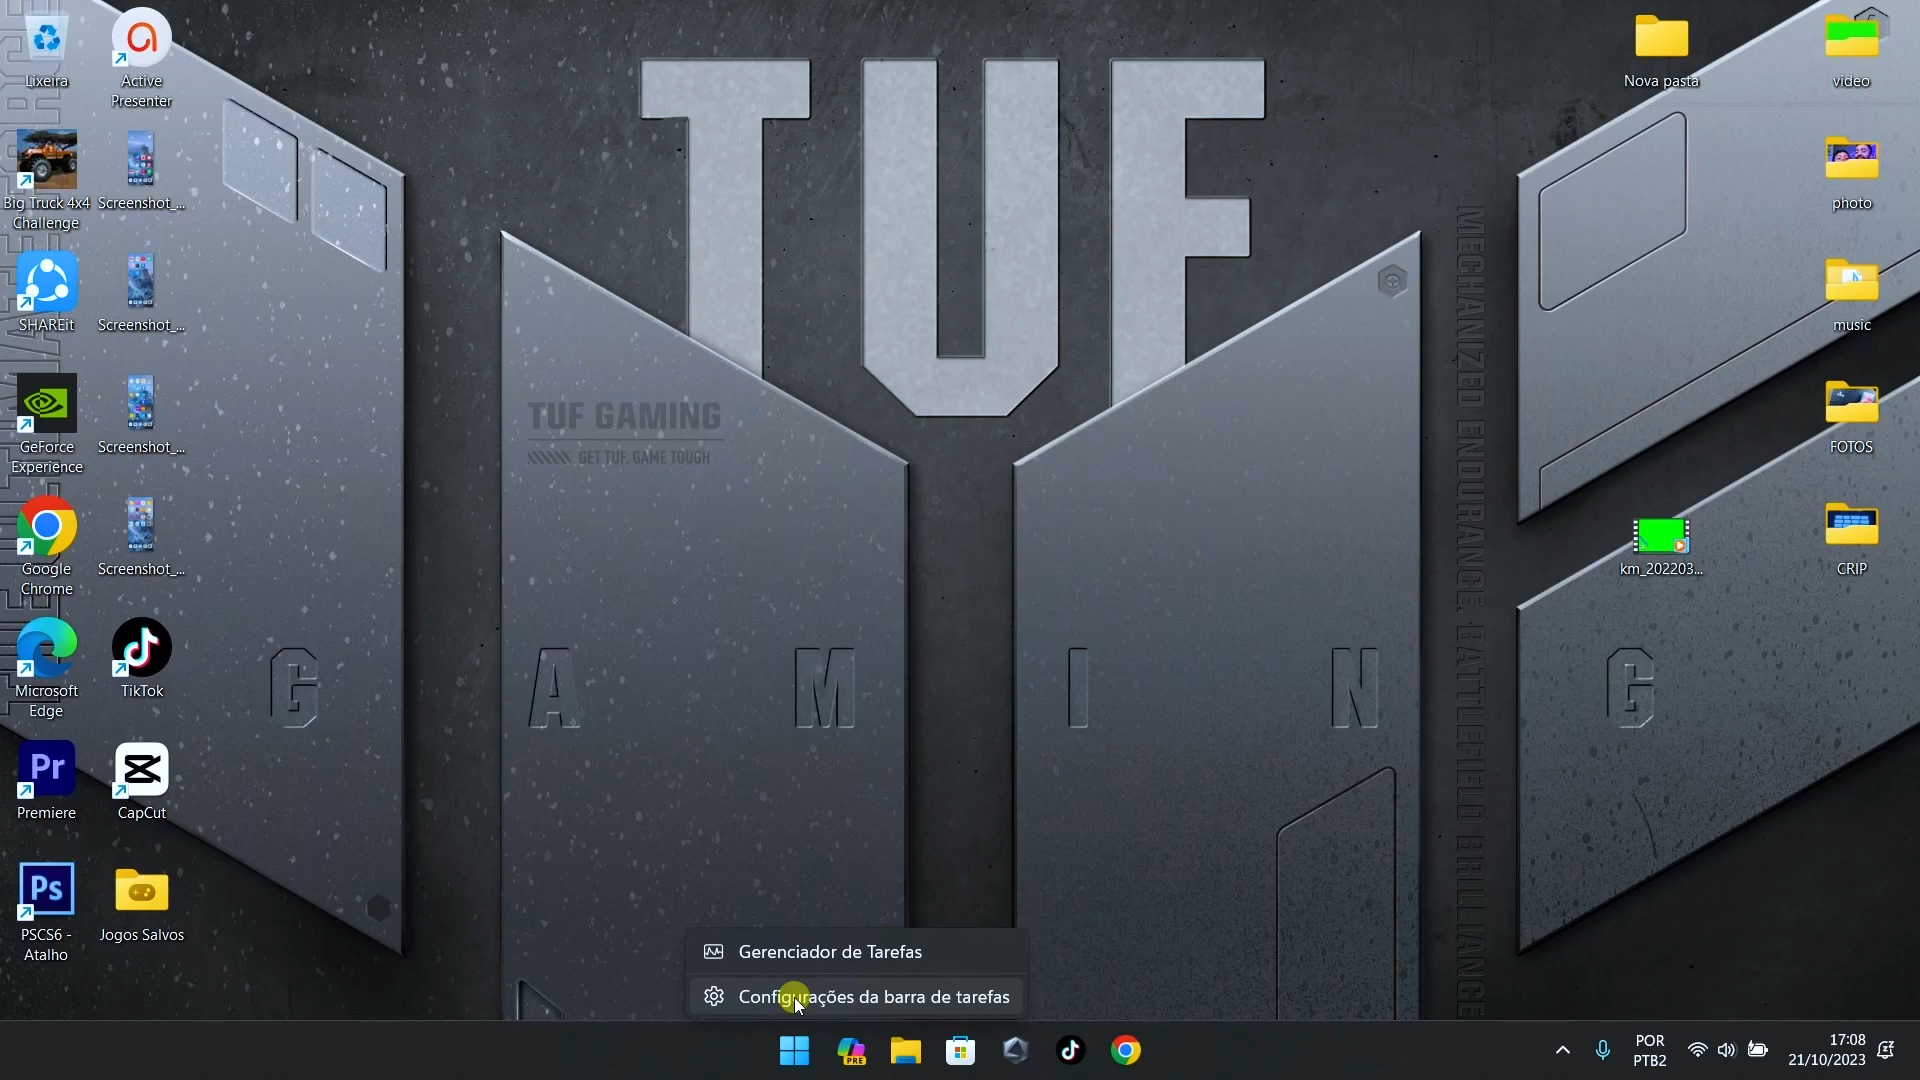 Lixeira
Active
Presenter
Big Truck 4x4
Challenge
Screenshot_...
SHAREit
Screenshot_...
GeForce
Experience
Screenshot_...
Google
Chrome
Screenshot_...
Microsoft
Edge
TikTok
Pr
Premiere
CapCut
Ps
PSCS6 -
Atalho
Jogos Salvos
TUF
TUF GAMING
GET TUF. GAME TOUGH
G A M I N G
MECHANIZED ENDURANCE. BATTLEFIELD BRILLIANCE
Nova pasta
video
photo
music
FOTOS
km_202203...
CRIP
Gerenciador de Tarefas
Configurações da barra de tarefas
PRE
POR
PTB2
17:08
21/10/2023